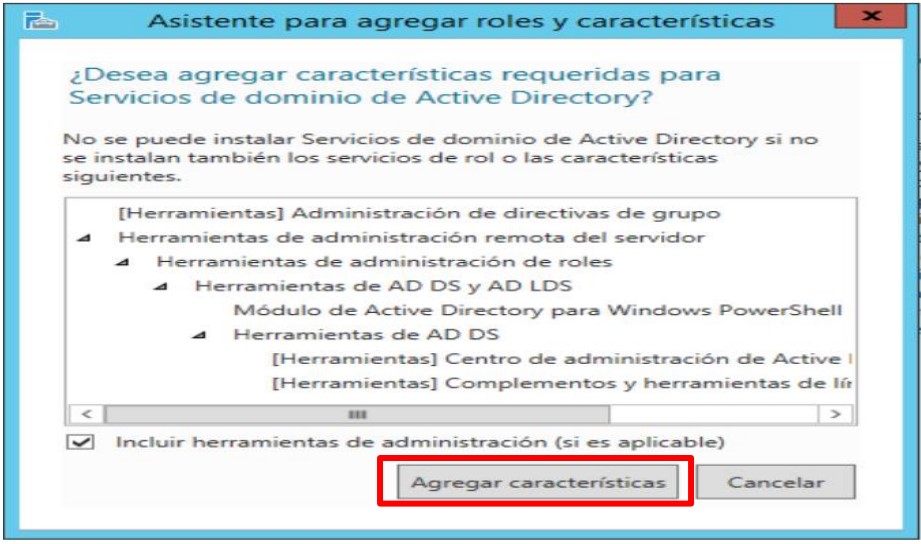 Asistente para agregar roles y características
¿Desea agregar características requeridas para
Servicios de dominio de Active Directory?
No se puede instalar Servicios de dominio de Active Directory si no
se instalan también los servicios de rol o las características
siguientes.
[Herramientas] Administración de directivas de grupo
Herramientas de administración remota del servidor
Herramientas de administración de roles
Herramientas de AD DS y AD LDS
Módulo de Active Directory para Windows PowerShell
Herramientas de AD DS
[Herramientas] Centro de administración de Active
[Herramientas] Complementos y herramientas de
Incluir herramientas de administración (si es aplicable)
Agregar características Cancelar